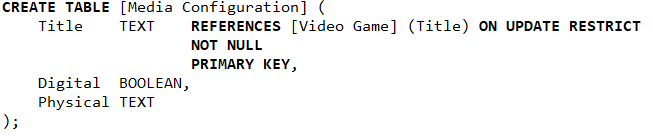 CREATE TABLE [Media Configuration] (
    Title    TEXT    REFERENCES [Video Game] (Title) ON UPDATE RESTRICT
                     NOT NULL
                     PRIMARY KEY,
    Digital  BOOLEAN,
    Physical TEXT
);